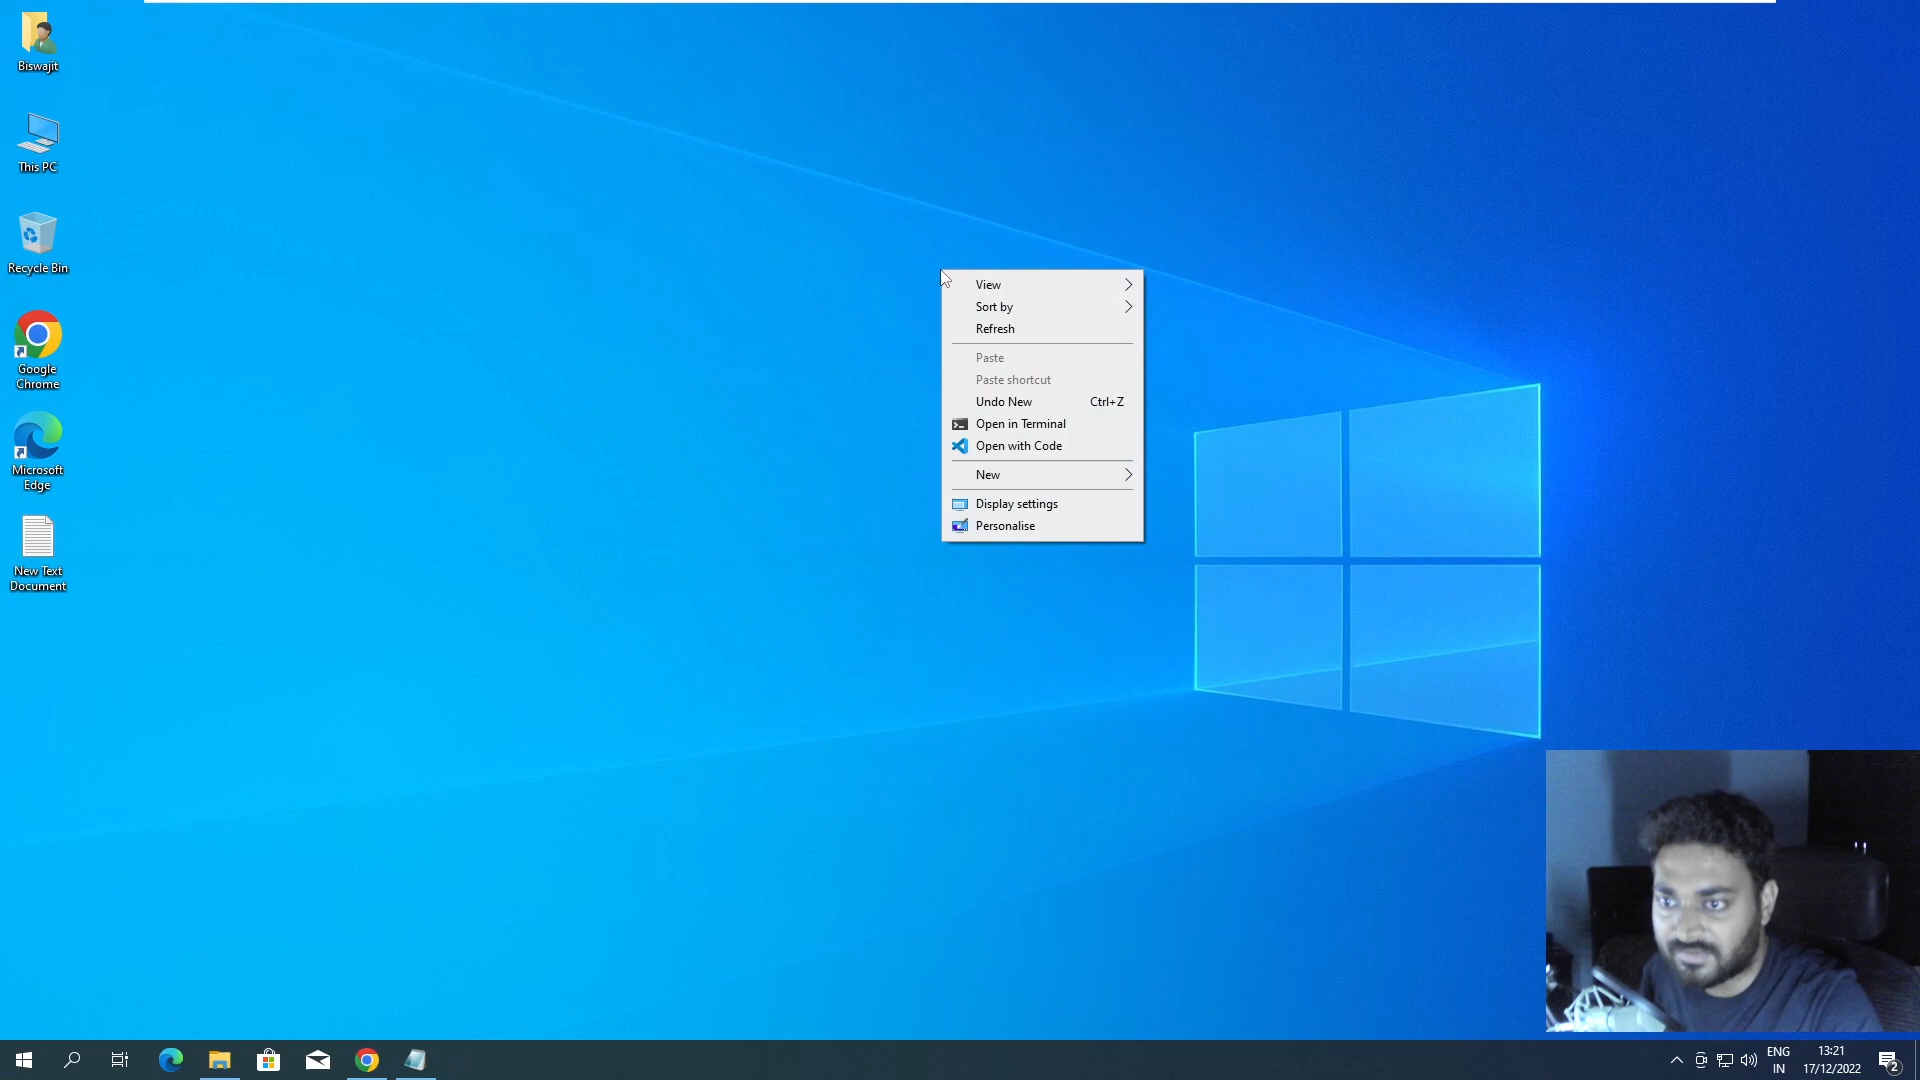 Biswajit
This PC
Recycle Bin
Google
Chrome
Microsoft
Edge
New Text
Document
View
Sort by
Refresh
Paste
Paste shortcut
Undo New Ctrl+Z
Open in Terminal
Open with Code
New
Display settings
Personalise
ENG
IN
13:21
17/12/2022
2